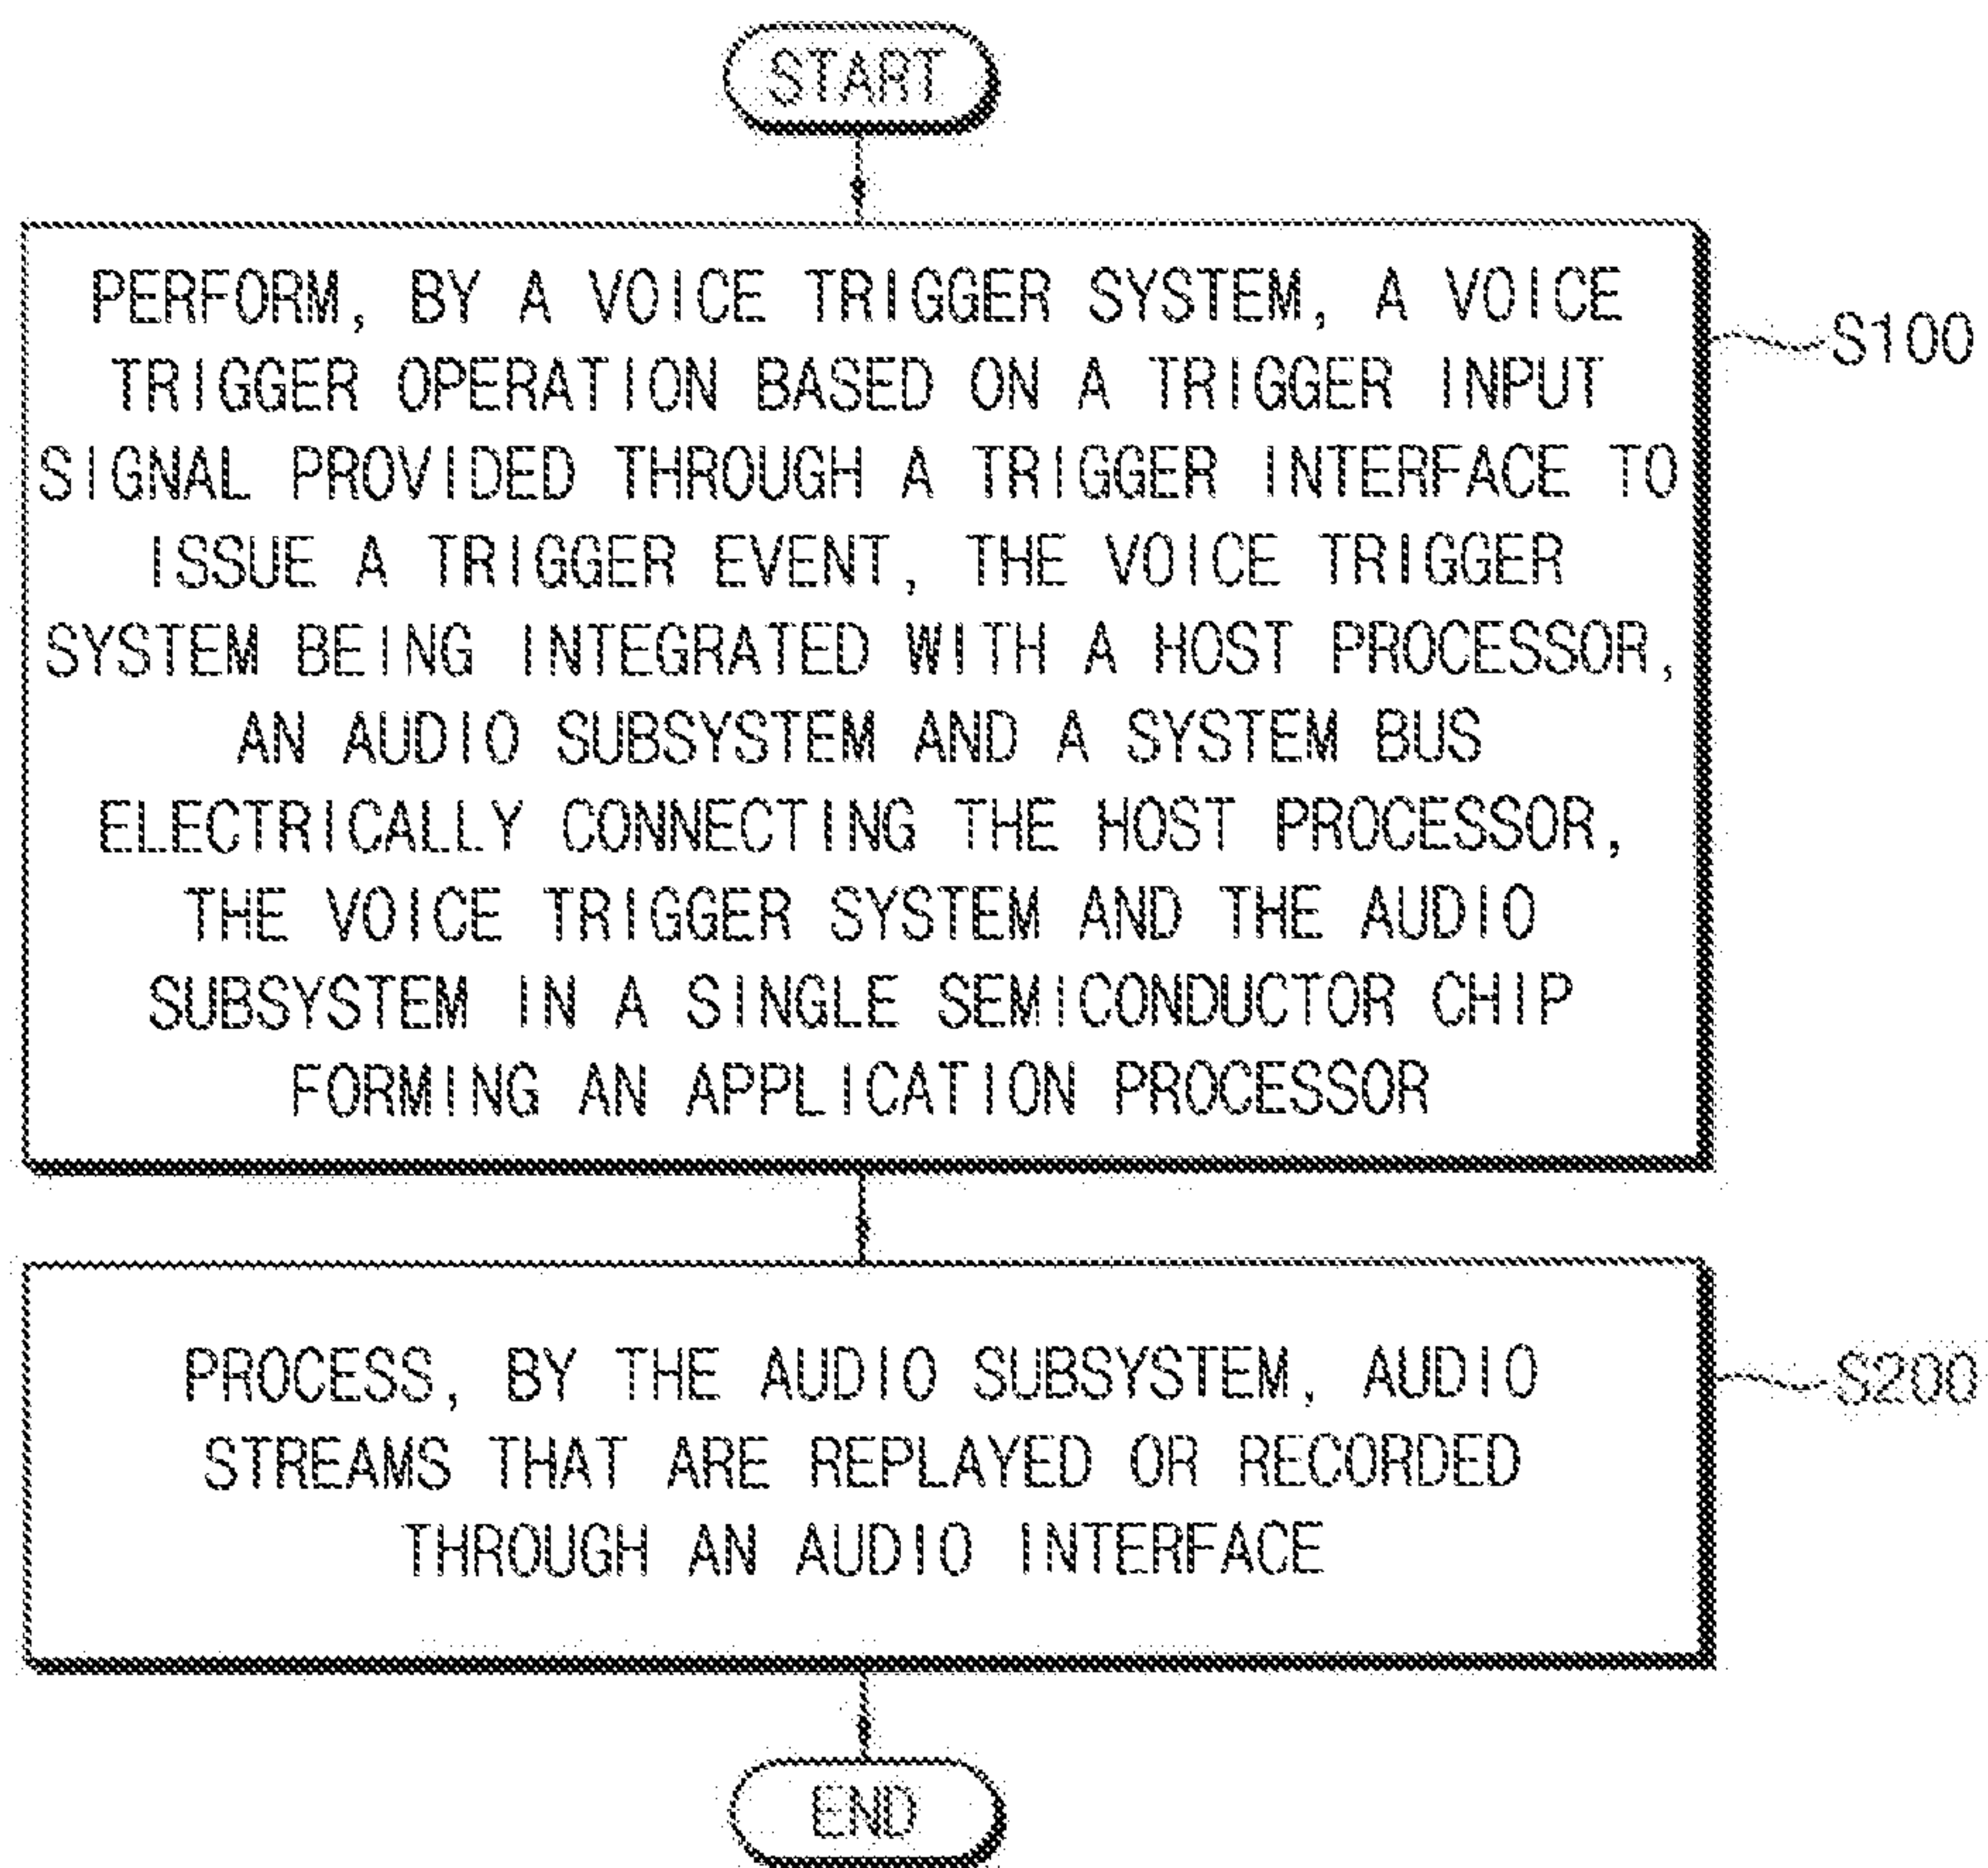 START
PERFORM, BY A VOICE TRIGGER SYSTEM, A VOICE
TRIGGER OPERATION BASED ON A TRIGGER INPUT
SIGNAL PROVIDED THROUGH A TRIGGER INTERFACE TO
ISSUE A TRIGGER EVENT, THE VOICE TRIGGER
SYSTEM BEING INTEGRATED WITH A HOST PROCESSOR,
AN AUDIO SUBSYSTEM AND A SYSTEM BUS
ELECTRICALLY CONNECTING THE HOST PROCESSOR,
THE VOICE TRIGGER SYSTEM AND THE AUDIO
SUBSYSTEM IN A SINGLE SEMICONDUCTOR CHIP
FORMING AN APPLICATION PROCESSOR
S100
PROCESS, BY THE AUDIO SUBSYSTEM, AUDIO
STREAMS THAT ARE REPLAYED OR RECORDED
THROUGH AN AUDIO INTERFACE
S200
END